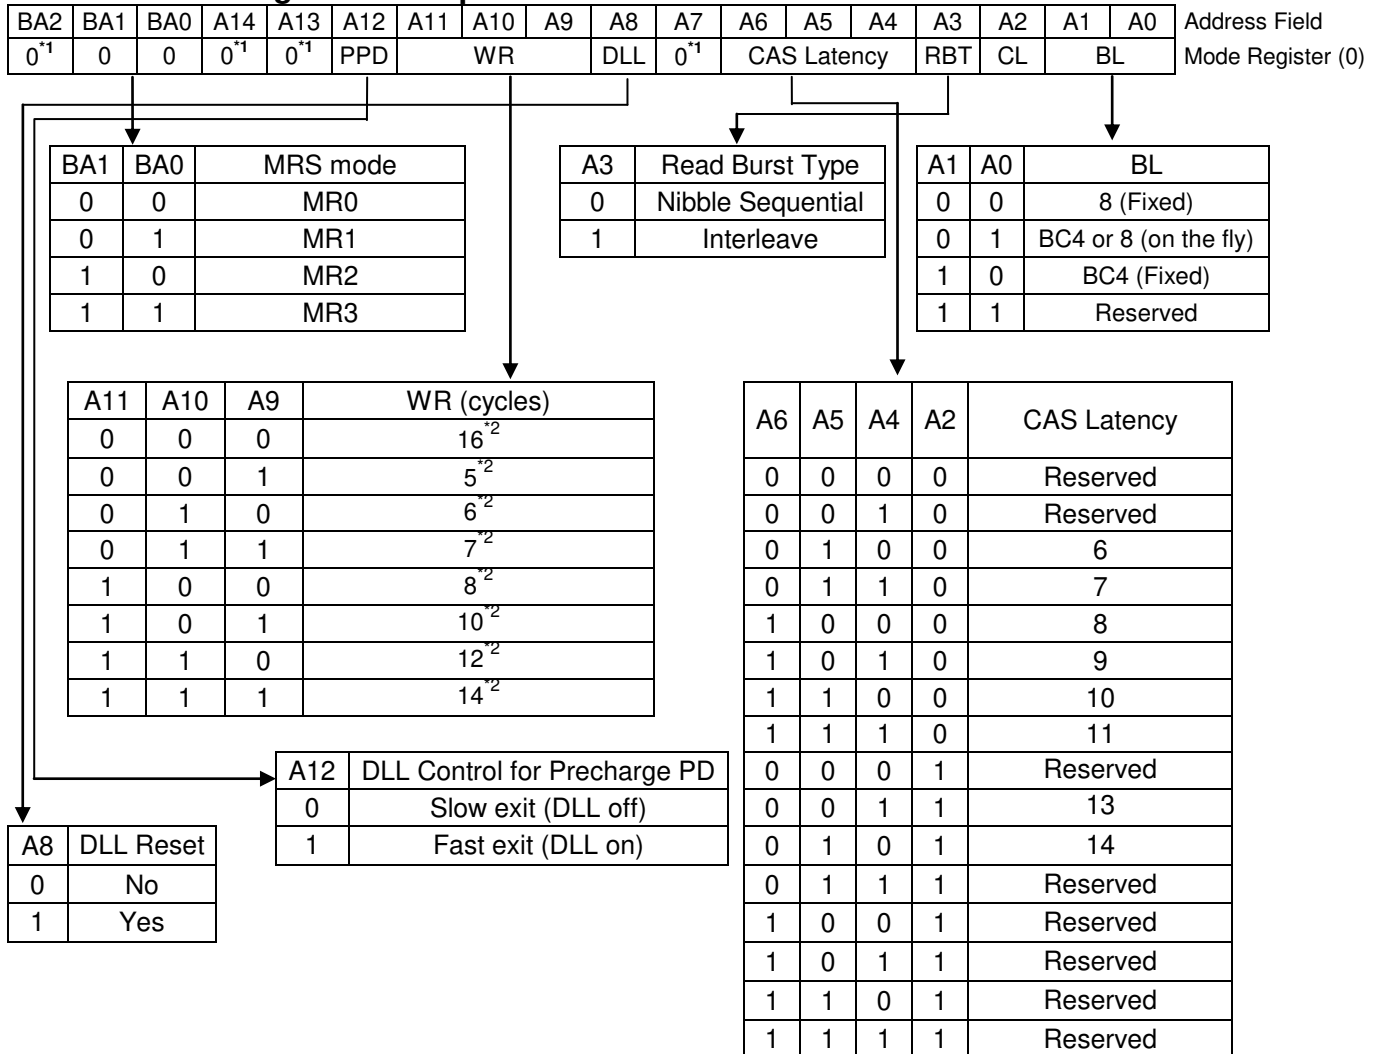 BA2 BA1 BA0 A14 A13 A12 A11 A10 A9 A8 A7 A6 A5 A4 A3 A2 A1 A0 Address Field
0*1 0 0 0*1 0*1 PPD WR DLL 0*1 CAS Latency RBT CL BL Mode Register (0)
BA1 BA0 MRS mode
0 0 MR0
0 1 MR1
1 0 MR2
1 1 MR3
A3 Read Burst Type
0 Nibble Sequential
1 Interleave
A1 A0 BL
0 0 8 (Fixed)
0 1 BC4 or 8 (on the fly)
1 0 BC4 (Fixed)
1 1 Reserved
A11 A10 A9 WR (cycles)
0 0 0 16*2
0 0 1 5*2
0 1 0 6*2
0 1 1 7*2
1 0 0 8*2
1 0 1 10*2
1 1 0 12*2
1 1 1 14*2
A6 A5 A4 A2 CAS Latency
0 0 0 0 Reserved
0 0 1 0 Reserved
0 1 0 0 6
0 1 1 0 7
1 0 0 0 8
1 0 1 0 9
1 1 0 0 10
1 1 1 0 11
0 0 0 1 Reserved
0 0 1 1 13
0 1 0 1 14
0 1 1 1 Reserved
1 0 0 1 Reserved
1 0 1 1 Reserved
1 1 0 1 Reserved
1 1 1 1 Reserved
A12 DLL Control for Precharge PD
0 Slow exit (DLL off)
1 Fast exit (DLL on)
A8 DLL Reset
0 No
1 Yes